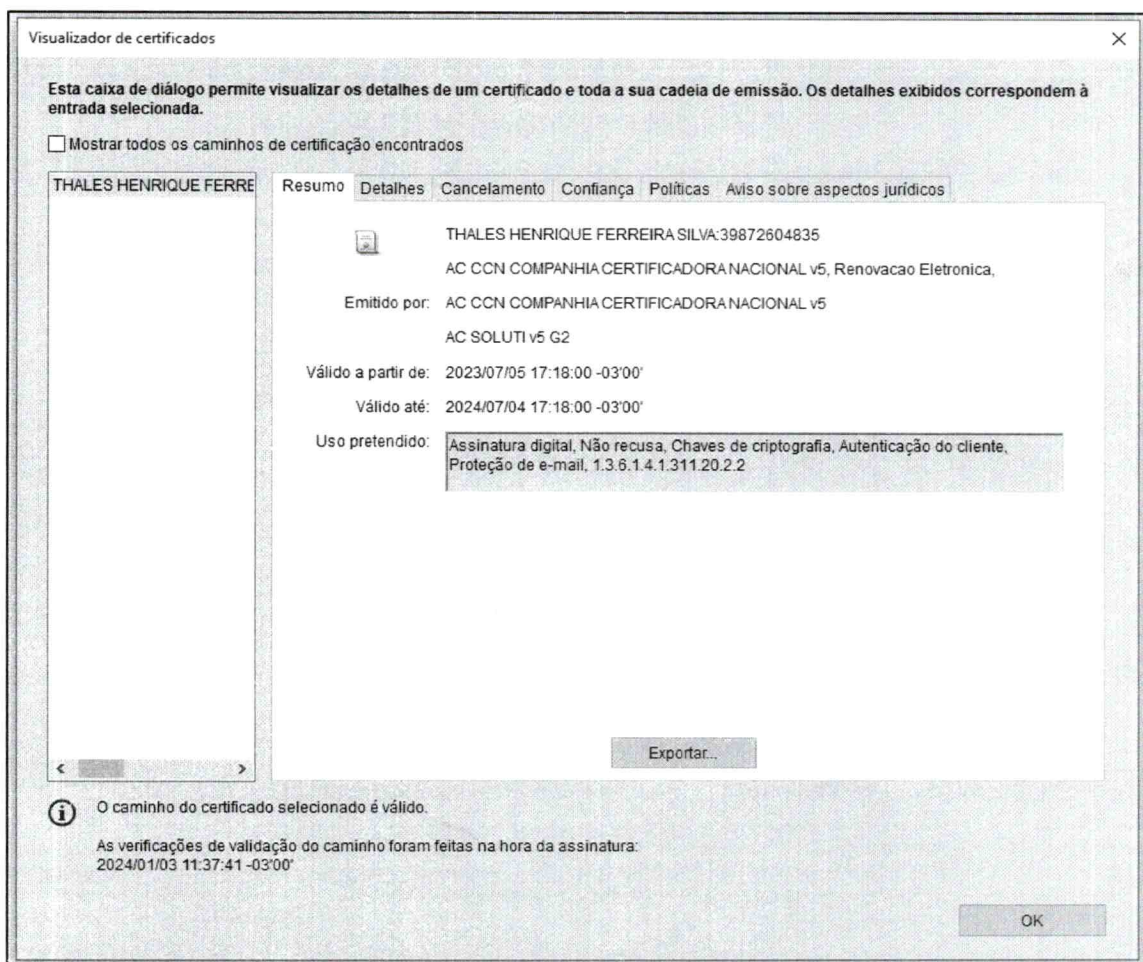 Visualizador de certificados
Esta caixa de diálogo permite visualizar os detalhes de um certificado e toda a sua cadeia de emissão. Os detalhes exibidos correspondem à
entrada selecionada.
Mostrar todos os caminhos de certificação encontrados
THALES HENRIQUE FERRE
Resumo Detalhes Cancelamento Confiança Políticas Aviso sobre aspectos jurídicos
THALES HENRIQUE FERREIRA SILVA:39872604835
AC CCN COMPANHIA CERTIFICADORA NACIONAL v5, Renovacao Eletronica,
Emitido por: AC CCN COMPANHIA CERTIFICADORA NACIONAL v5
AC SOLUTI v5 G2
Válido a partir de: 2023/07/05 17:18:00 -03'00'
Válido até: 2024/07/04 17:18:00 -03'00'
Uso pretendido: Assinatura digital, Não recusa, Chaves de criptografia, Autenticação do cliente,
Proteção de e-mail, 1.3.6.1.4.1.311.20.2.2
Exportar...
O caminho do certificado selecionado é válido.
As verificações de validação do caminho foram feitas na hora da assinatura:
2024/01/03 11:37:41 -03'00'
OK